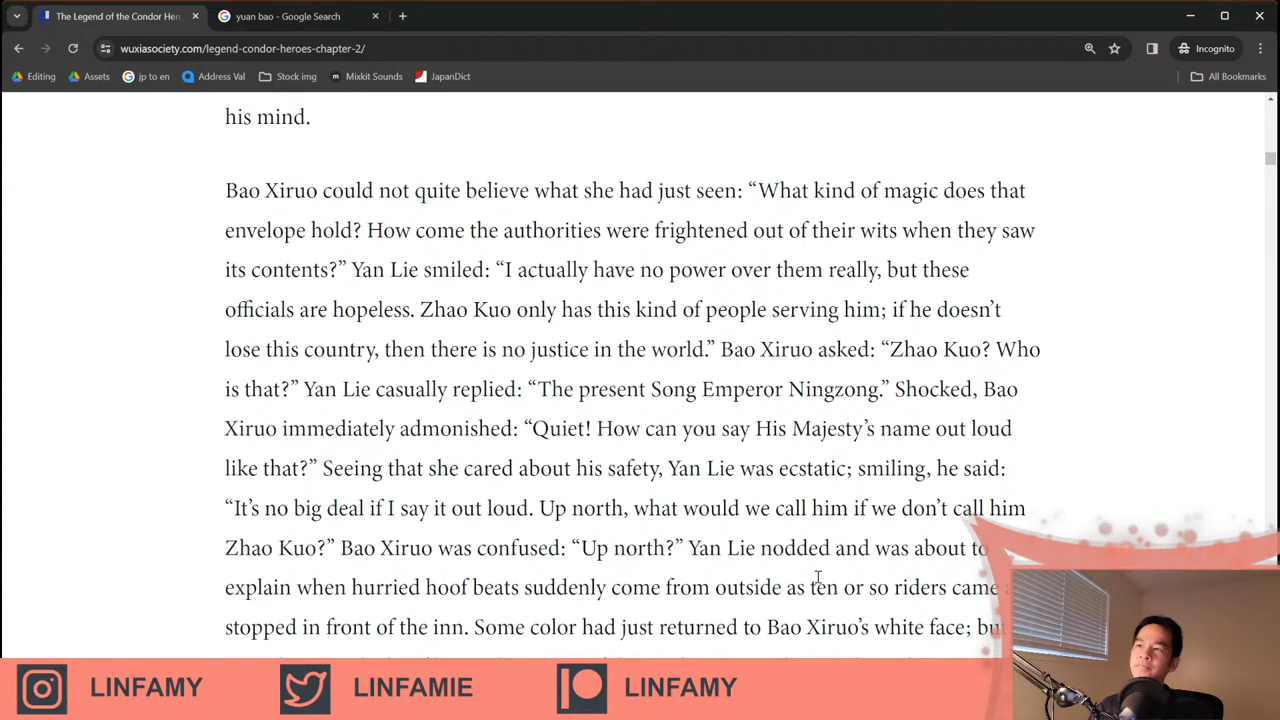 The Legend of the Condor Her
yuan bao - Google Search
wuxiasociety.com/legend-condor-heroes-chapter-2/
Incognito
Editing
Assets
jp to en
Address Val
Stock img
Mixkit Sounds
JapanDict
All Bookmarks
his mind.
Bao Xiruo could not quite believe what she had just seen: “What kind of magic does that
envelope hold? How come the authorities were frightened out of their wits when they saw
its contents?” Yan Lie smiled: “I actually have no power over them really, but these
officials are hopeless. Zhao Kuo only has this kind of people serving him; if he doesn’t
lose this country, then there is no justice in the world.” Bao Xiruo asked: “Zhao Kuo? Who
is that?” Yan Lie casually replied: “The present Song Emperor Ningzong.” Shocked, Bao
Xiruo immediately admonished: “Quiet! How can you say His Majesty’s name out loud
like that?” Seeing that she cared about his safety, Yan Lie was ecstatic; smiling, he said:
“It’s no big deal if I say it out loud. Up north, what would we call him if we don’t call him
Zhao Kuo?” Bao Xiruo was confused: “Up north?” Yan Lie nodded and was about to
explain when hurried hoof beats suddenly come from outside as ten or so riders came
stopped in front of the inn. Some color had just returned to Bao Xiruo’s white face; but
LINFAMY
LINFAMIE
LINFAMY